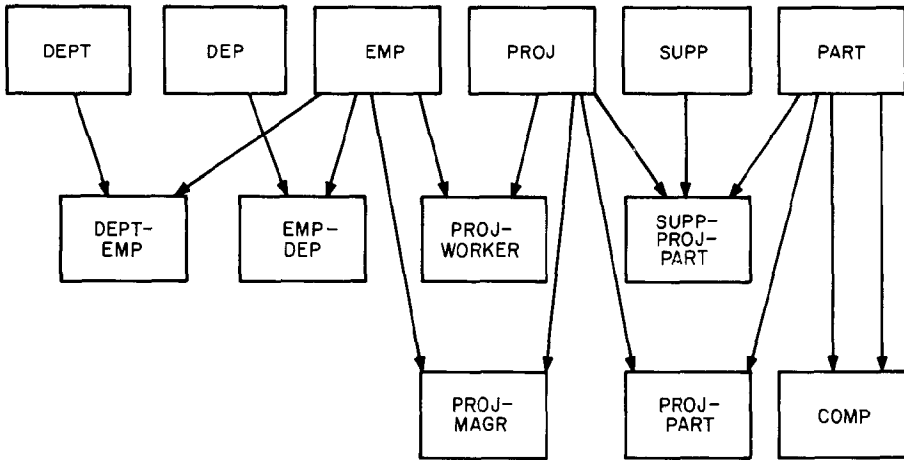 DEPT
DEP
EMP
PROJ
SUPP
PART
DEPT-
EMP
EMP-
DEP
PROJ-
WORKER
SUPP-
PROJ-
PART
PROJ-
MAGR
PROJ-
PART
COMP